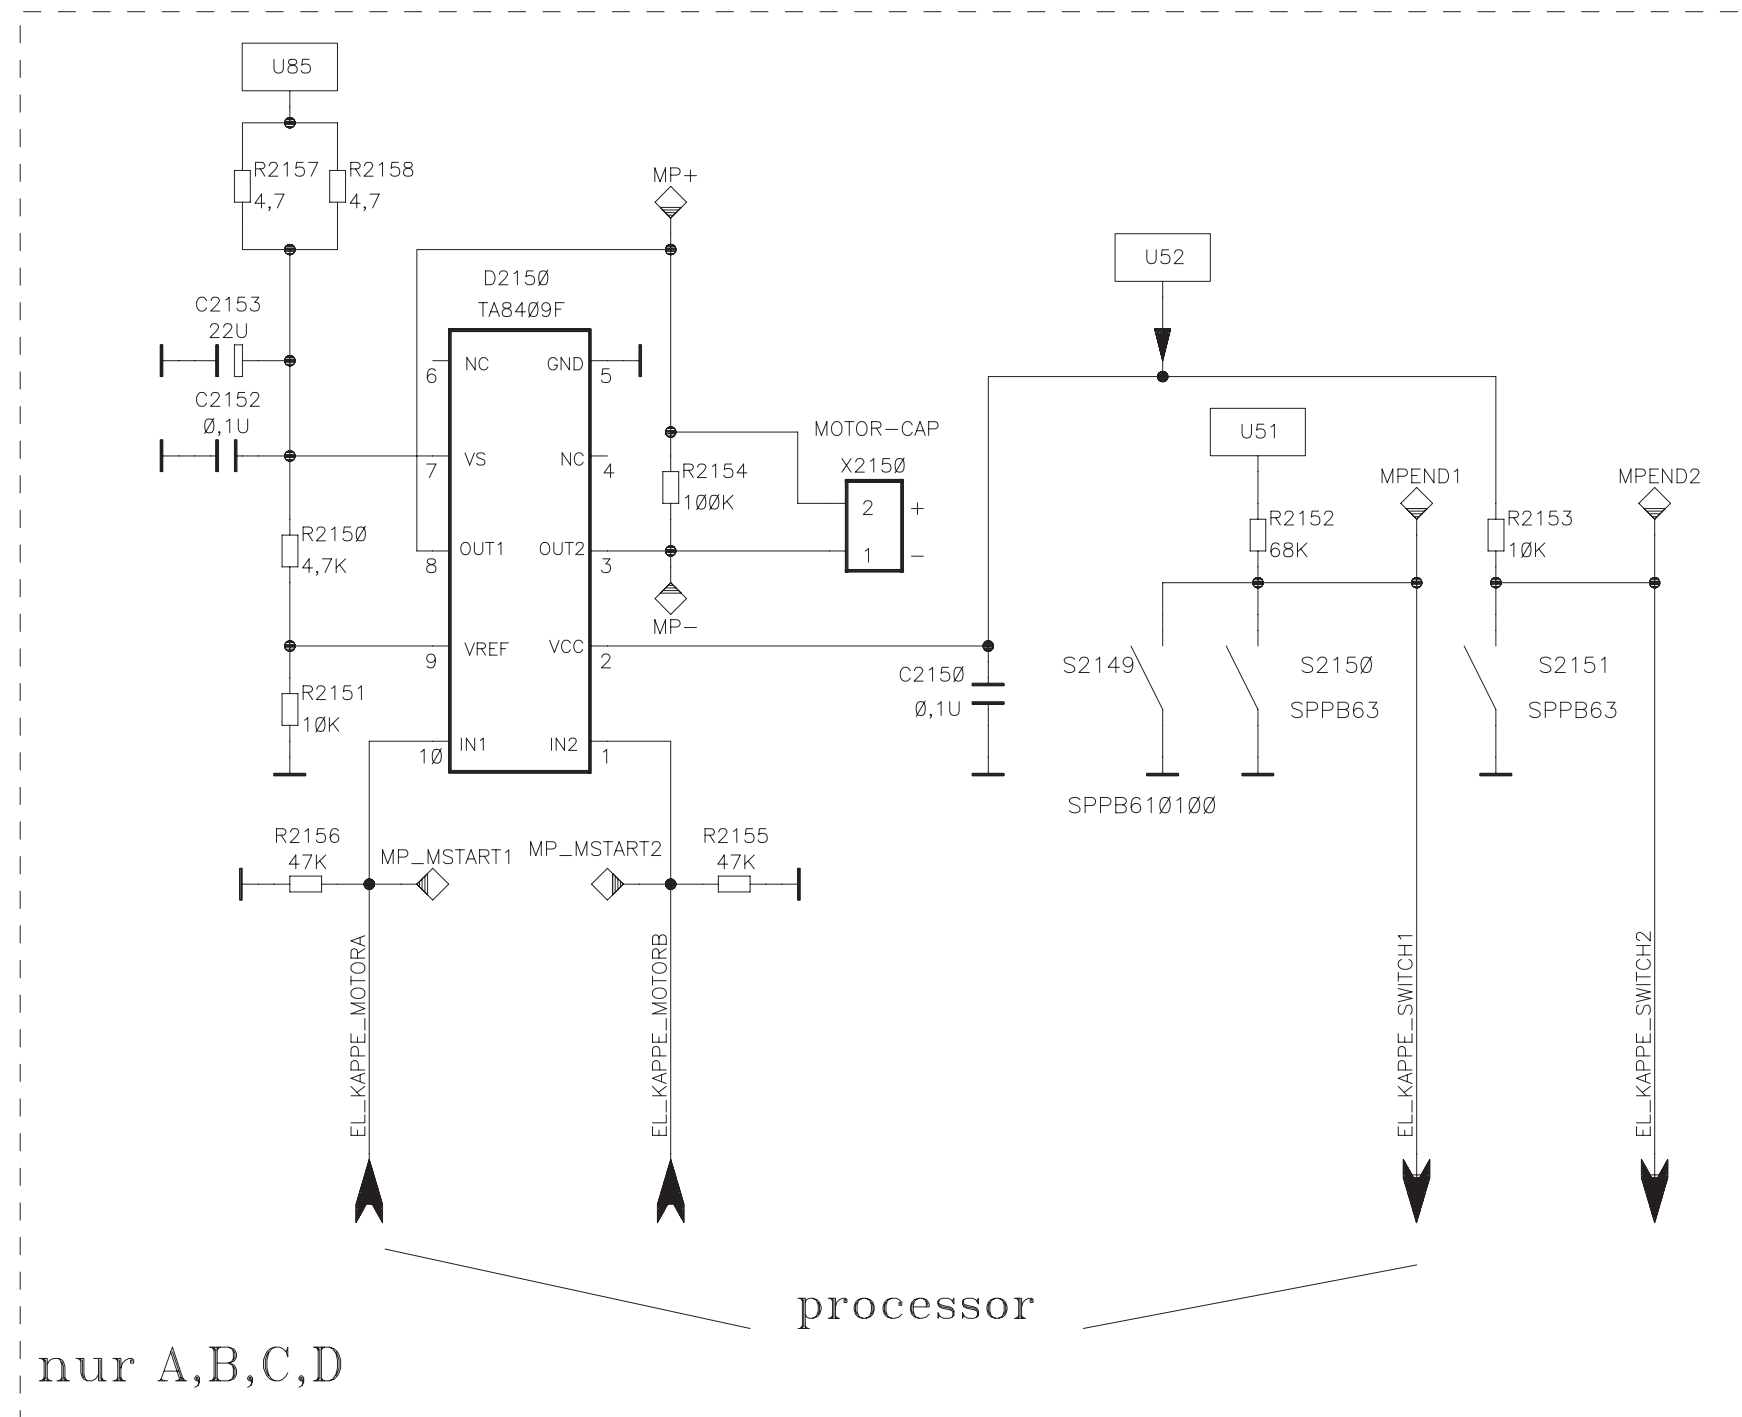 U85
R2157
4,7
R2158
4,7
MP+
U52
D215Ø
TA84Ø9F
C2153
22U
C2152
Ø,1U
6
NC
GND
5
7
VS
NC
4
8
OUT1
OUT2
3
9
VREF
VCC
2
1Ø
IN1
IN2
1
R215Ø
4,7K
R2151
1ØK
R2154
1ØØK
MP-
MOTOR-CAP
X215Ø
2
+
1
-
U51
R2152
68K
MPEND1
R2153
1ØK
MPEND2
C215Ø
Ø,1U
S2149
SPPB61Ø1ØØ
S215Ø
SPPB63
S2151
SPPB63
R2156
47K
MP_MSTART1
MP_MSTART2
R2155
47K
EL_KAPPE_MOTORA
EL_KAPPE_MOTORB
EL_KAPPE_SWITCH1
EL_KAPPE_SWITCH2
processor
nur A,B,C,D